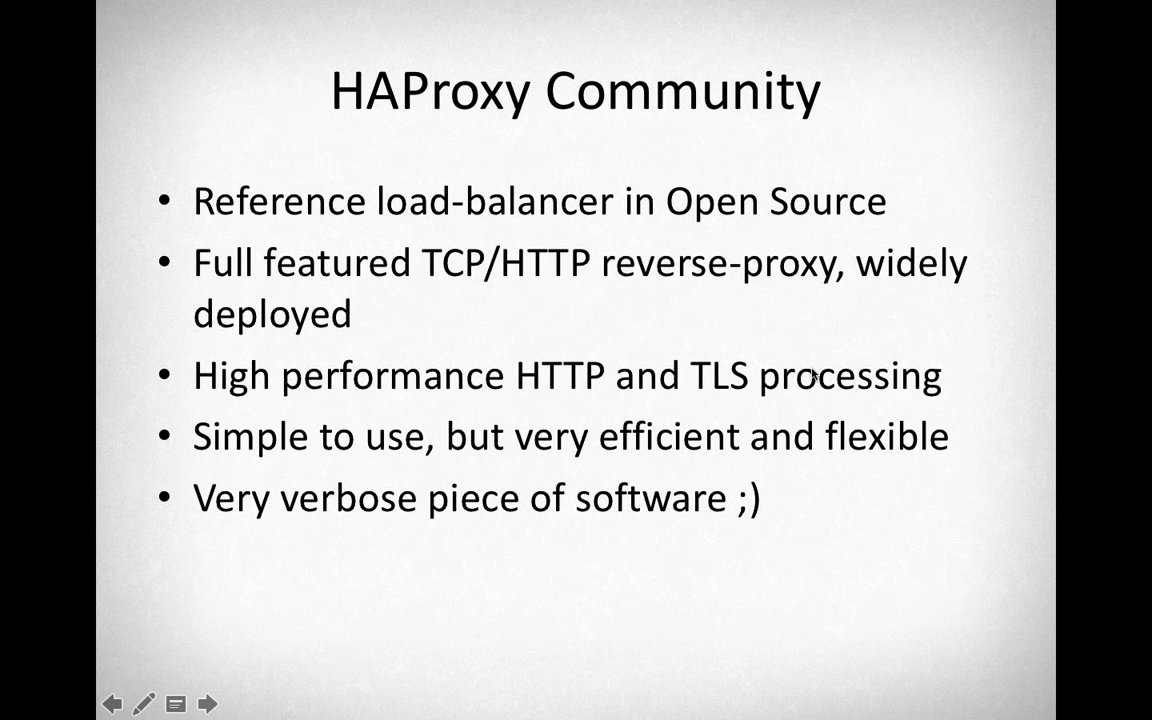 HAProxy Community
• Reference load-balancer in Open Source
• Full featured TCP/HTTP reverse-proxy, widely
deployed
• High performance HTTP and TLS processing
• Simple to use, but very efficient and flexible
• Very verbose piece of software ;)